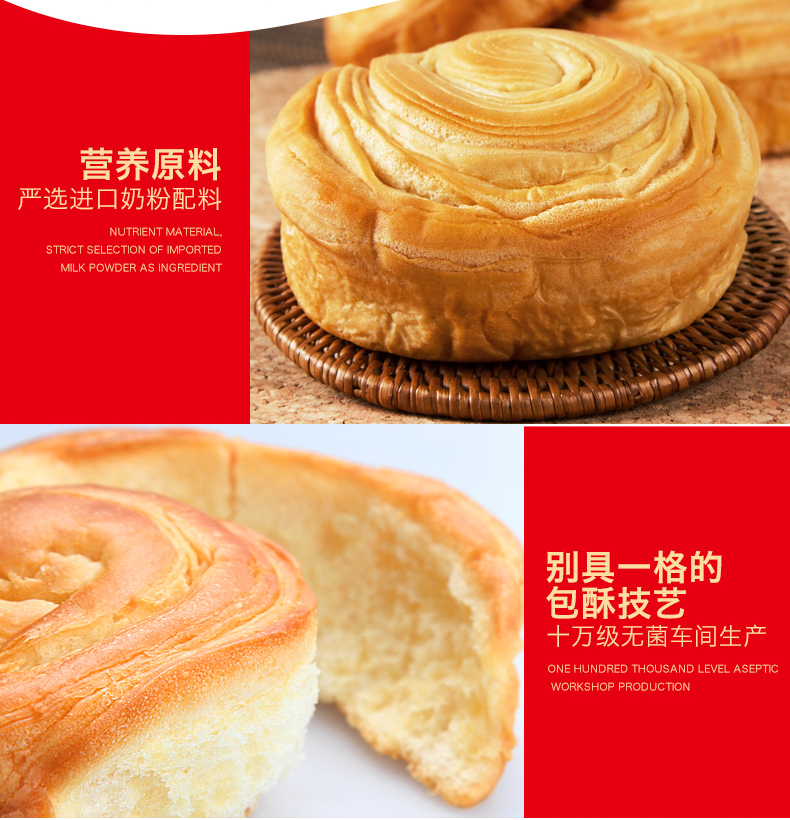 营养原料
严选进口奶粉配料
NUTRIENT MATERIAL,
STRICT SELECTION OF IMPORTED
MILK POWDER AS INGREDIENT
别具一格的
包酥技艺
十万级无菌车间生产
ONE HUNDRED THOUSAND LEVEL ASEPTIC
WORKSHOP PRODUCTION